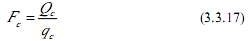 F_c = Q_c / q_c (3.3.17)